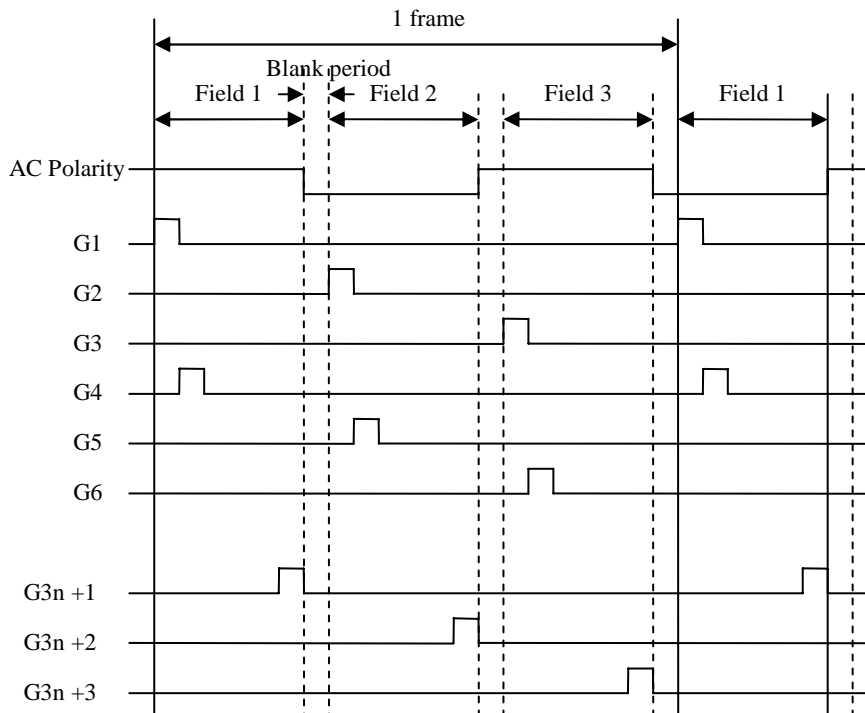 1 frame
Blank period
Field 1
Field 2
Field 3
Field 1
AC Polarity
G1
G2
G3
G4
G5
G6
G3n +1
G3n +2
G3n +3